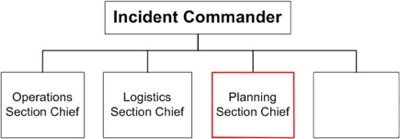 Incident Commander
Operations
Section Chief
Logistics
Section Chief
Planning
Section Chief